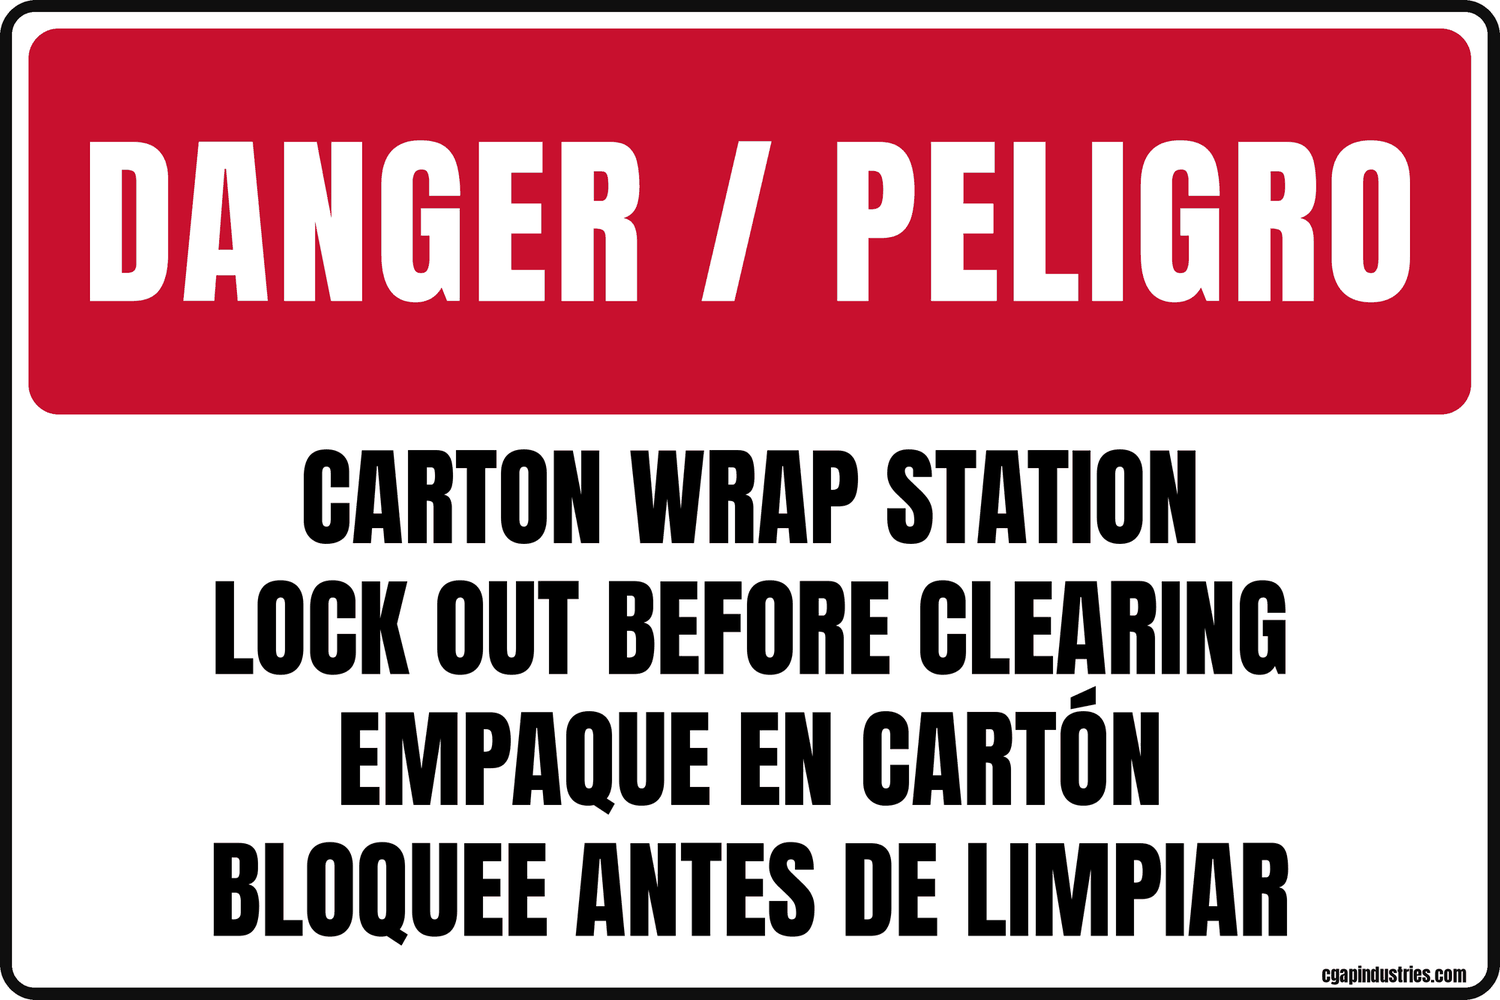 DANGER / PELIGRO
CARTON WRAP STATION
LOCK OUT BEFORE CLEARING
EMPAQUE EN CARTÓN
BLOQUEE ANTES DE LIMPIAR
cgapindustries.com